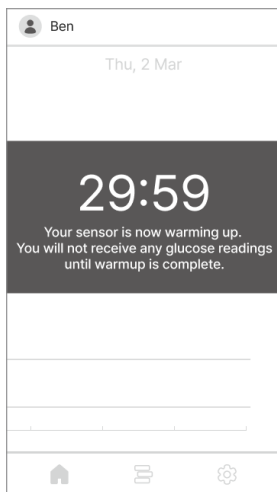 Ben
Thu, 2 Mar
29:59
Your sensor is now warming up.
You will not receive any glucose readings
until warmup is complete.